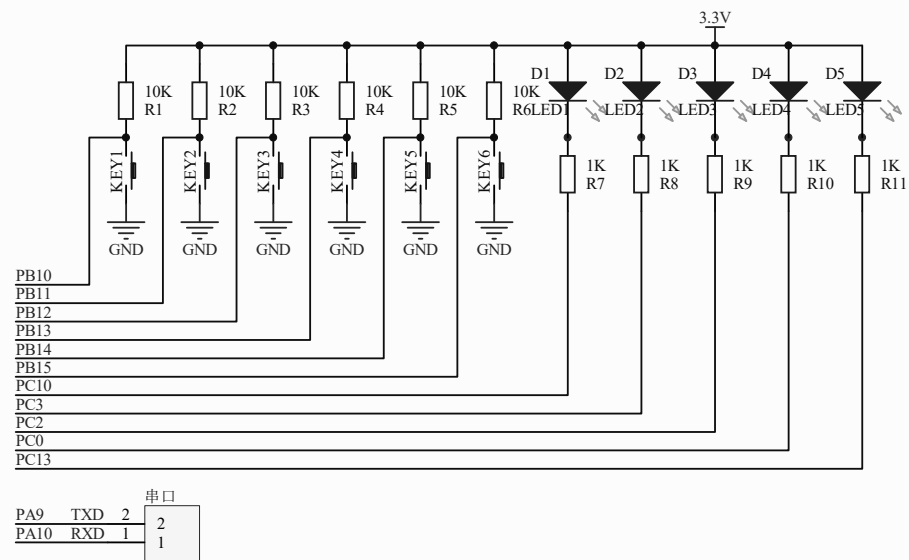 3.3V
D1 D2 D3 D4 D5
10K 10K 10K 10K 10K 10K
R1 R2 R3 R4 R5 R6 LED1 LED2 LED3 LED4 LED5
KEY1 KEY2 KEY3 KEY4 KEY5 KEY6
1K 1K 1K 1K 1K
R7 R8 R9 R10 R11
GND GND GND GND GND GND
PB10
PB11
PB12
PB13
PB14
PB15
PC10
PC3
PC2
PC0
PC13
串口
PA9 TXD 2 2
PA10 RXD 1 1